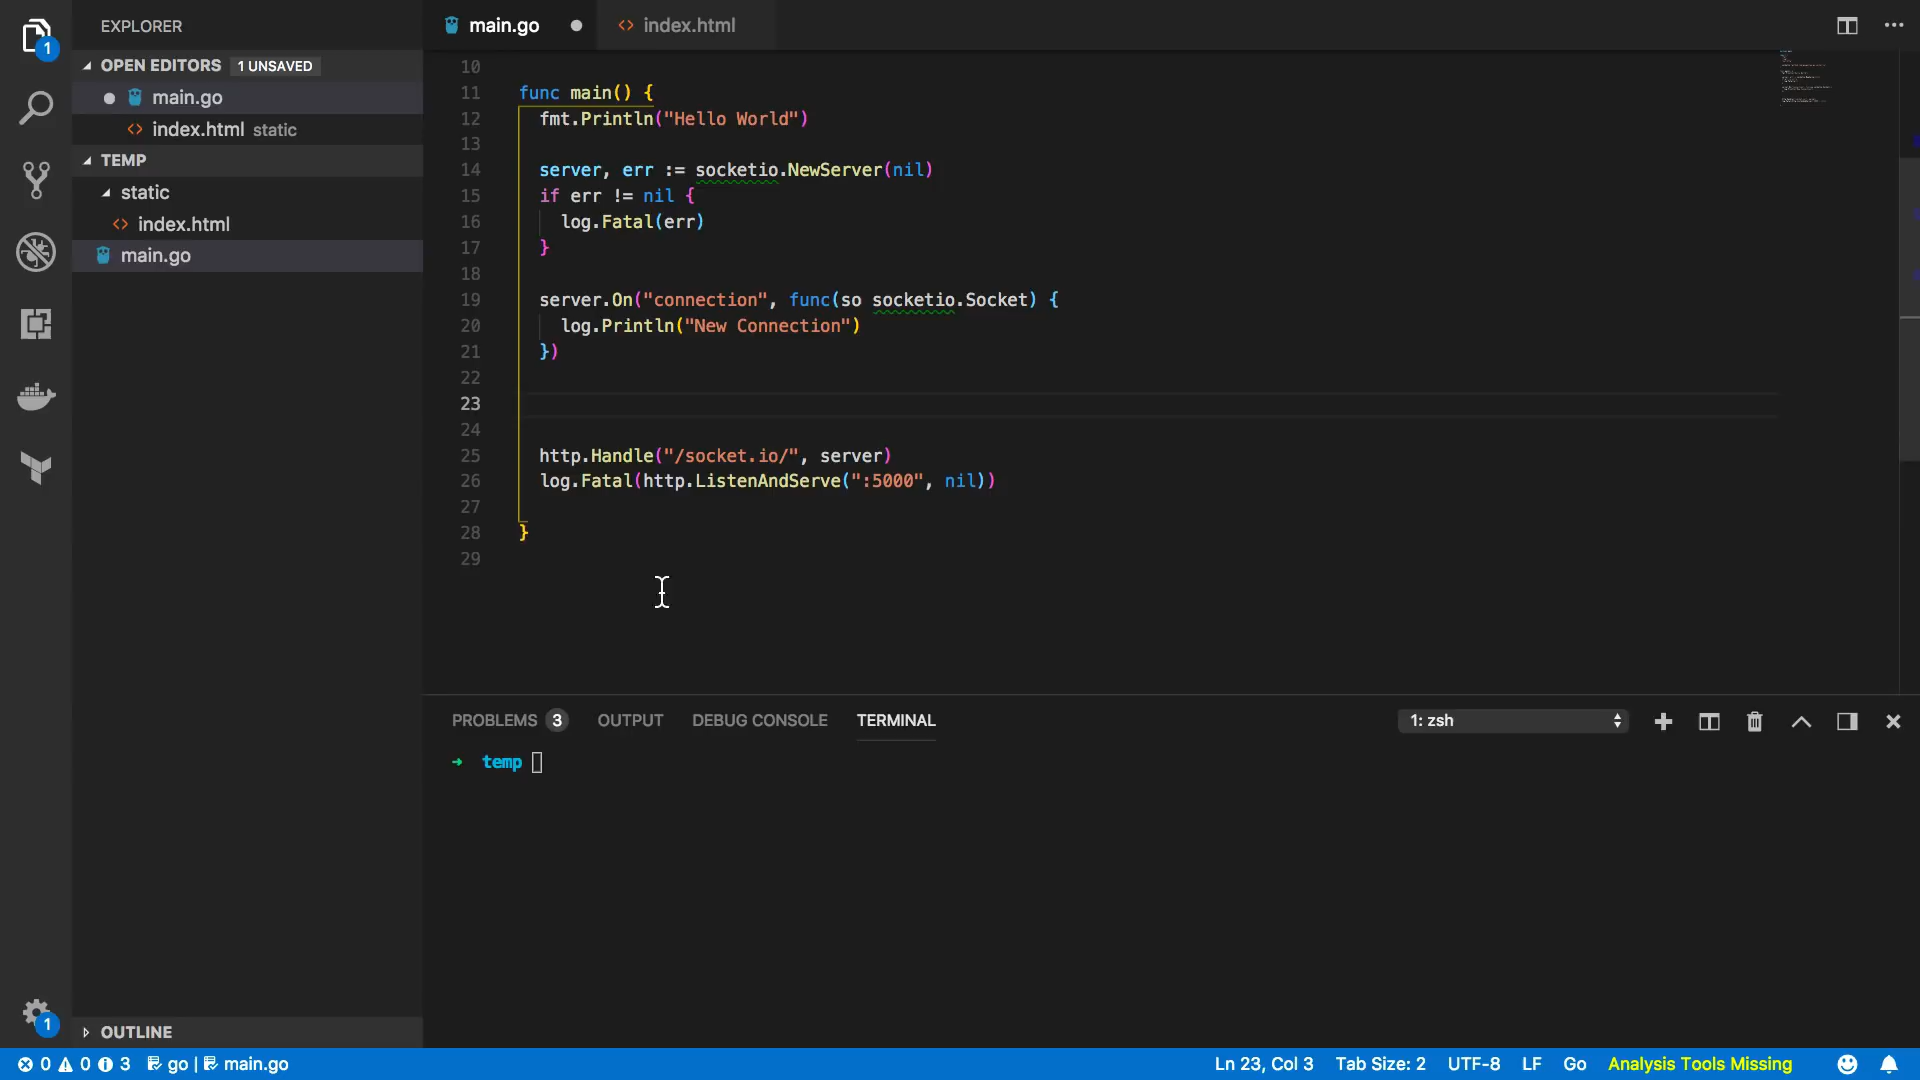 EXPLORER
OPEN EDITORS 1 UNSAVED
main.go
index.html static
TEMP
static
index.html
main.go
OUTLINE
1
1
main.go
index.html
10
11 func main() {
12 fmt.Println("Hello World")
13
14 server, err := socketio.NewServer(nil)
15 if err != nil {
16 log.Fatal(err)
17 }
18
19 server.On("connection", func(so socketio.Socket) {
20 log.Println("New Connection")
21 })
22
23
24
25 http.Handle("/socket.io/", server)
26 log.Fatal(http.ListenAndServe(":5000", nil))
27
28 }
29
PROBLEMS 3 OUTPUT DEBUG CONSOLE TERMINAL 1: zsh
→ temp
0 0 3 go | main.go Ln 23, Col 3 Tab Size: 2 UTF-8 LF Go Analysis Tools Missing